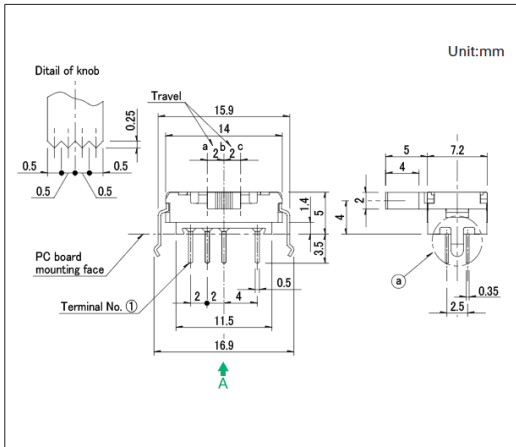 Unit:mm
Ditail of knob
0.25
0.5
0.5
0.5
0.5
Travel
15.9
14
a b c
2 2
1.4
5
3.5
PC board
mounting face
Terminal No. ①
2 2 4
0.5
11.5
16.9
A
5
7.2
4
2
4
a
0.35
2.5